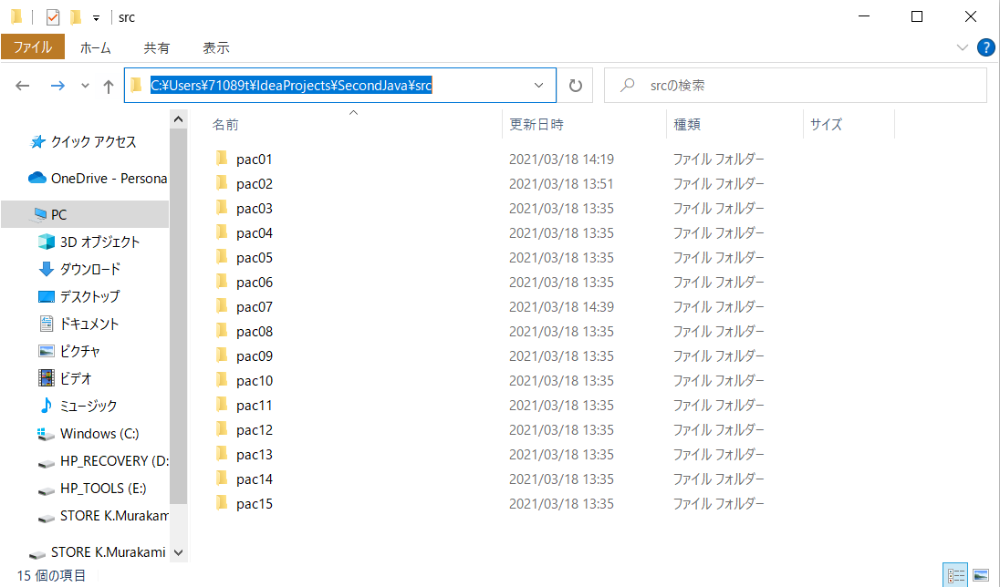 src
ファイル ホーム 共有 表示
C:¥Users¥71089t¥IdeaProjects¥SecondJava¥src srcの検索
名前 更新日時 種類 サイズ
クイック アクセス
OneDrive - Persona
PC
3D オブジェクト
ダウンロード
デスクトップ
ドキュメント
ピクチャ
ビデオ
ミュージック
Windows (C:)
HP_RECOVERY (D:
HP_TOOLS (E:)
STORE K.Murakam
STORE K.Murakami
pac01 2021/03/18 14:19 ファイル フォルダー
pac02 2021/03/18 13:51 ファイル フォルダー
pac03 2021/03/18 13:35 ファイル フォルダー
pac04 2021/03/18 13:35 ファイル フォルダー
pac05 2021/03/18 13:35 ファイル フォルダー
pac06 2021/03/18 13:35 ファイル フォルダー
pac07 2021/03/18 14:39 ファイル フォルダー
pac08 2021/03/18 13:35 ファイル フォルダー
pac09 2021/03/18 13:35 ファイル フォルダー
pac10 2021/03/18 13:35 ファイル フォルダー
pac11 2021/03/18 13:35 ファイル フォルダー
pac12 2021/03/18 13:35 ファイル フォルダー
pac13 2021/03/18 13:35 ファイル フォルダー
pac14 2021/03/18 13:35 ファイル フォルダー
pac15 2021/03/18 13:35 ファイル フォルダー
15 個の項目